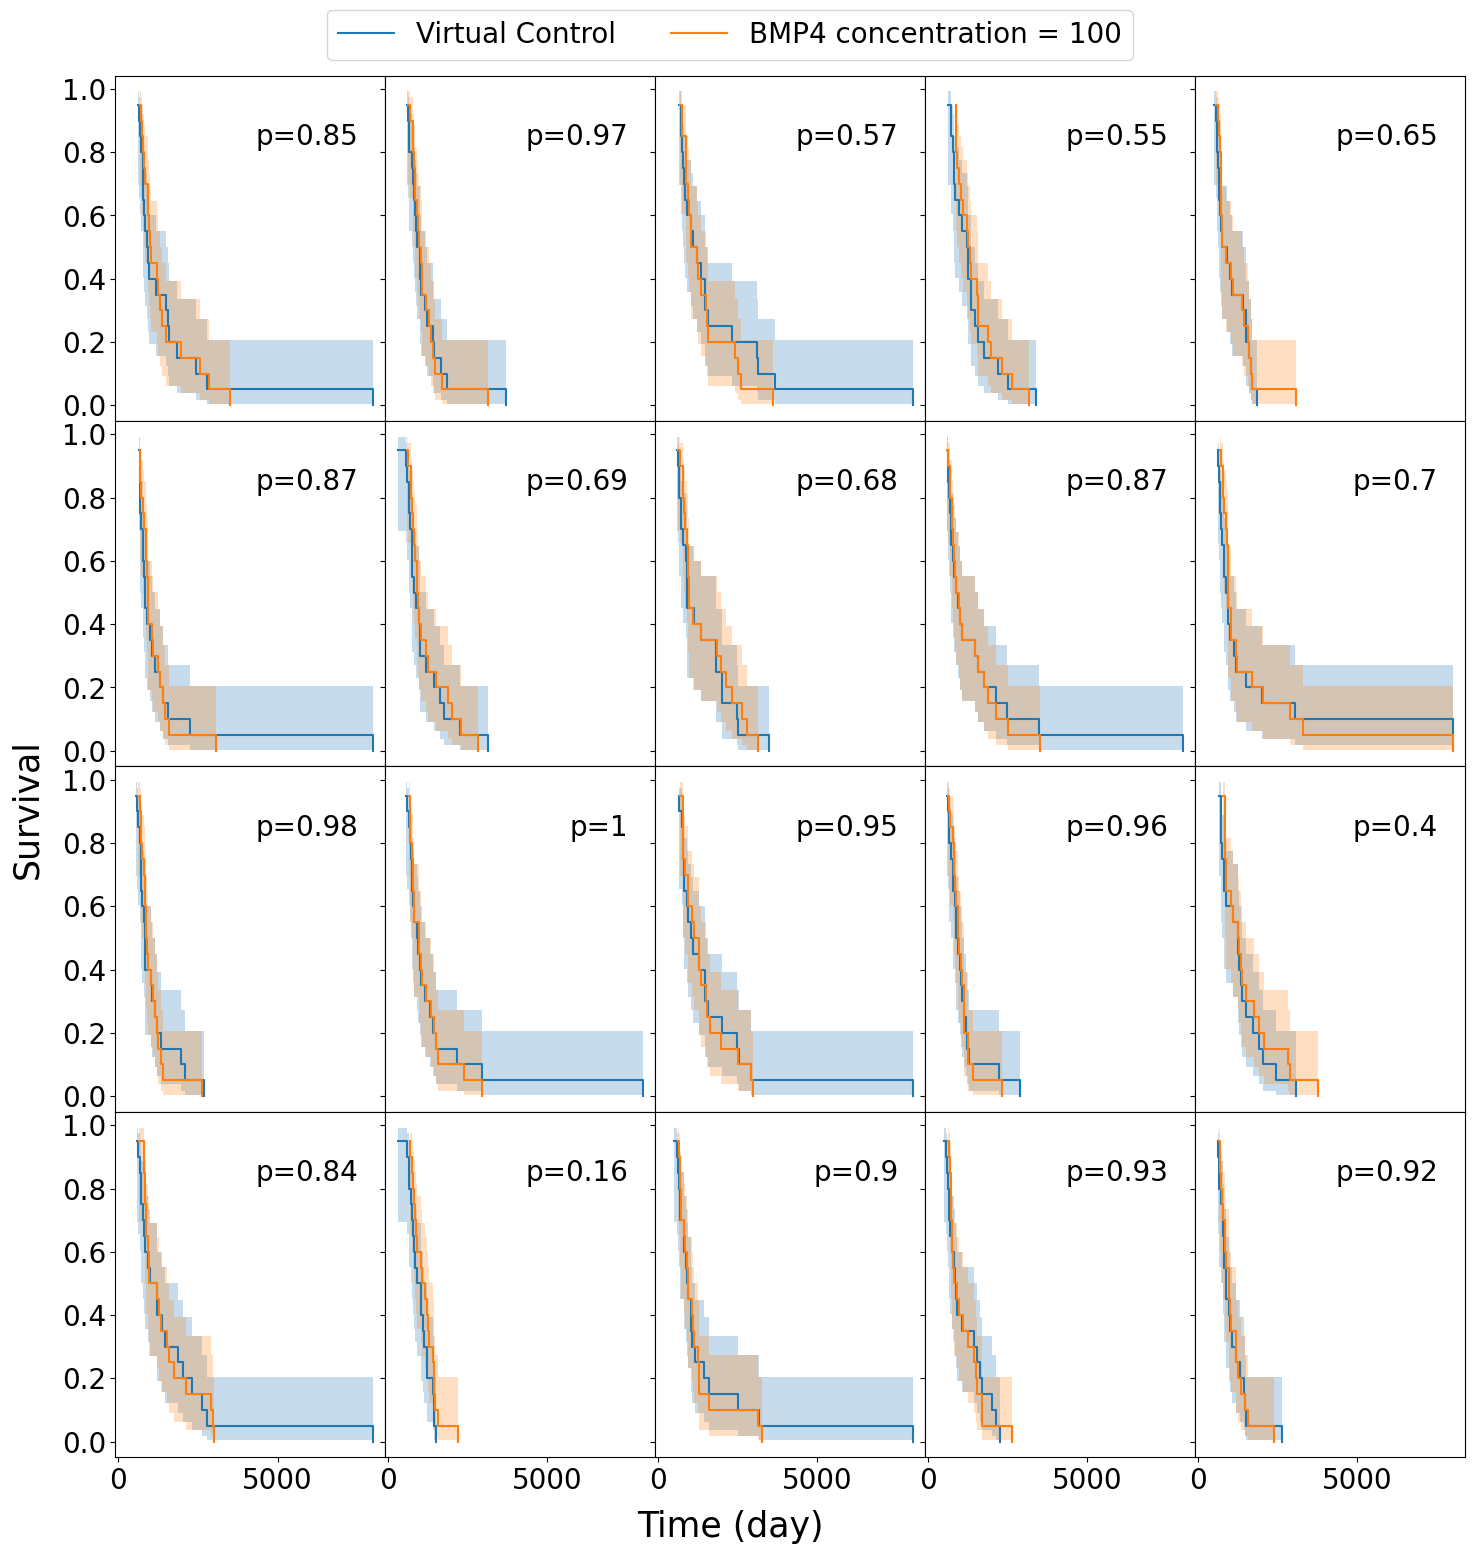 Virtual Control BMP4 concentration = 100
1.0 p=0.85 p=0.97 p=0.57 p=0.55 p=0.65
0.8
0.6
0.4
0.2
0.0
1.0 p=0.87 p=0.69 p=0.68 p=0.87 p=0.7
0.8
0.6
0.4
0.2
0.0
Survival
1.0 p=0.98 p=1 p=0.95 p=0.96 p=0.4
0.8
0.6
0.4
0.2
0.0
1.0 p=0.84 p=0.16 p=0.9 p=0.93 p=0.92
0.8
0.6
0.4
0.2
0.0
0 5000 0 5000 0 5000 0 5000 0 5000
Time (day)